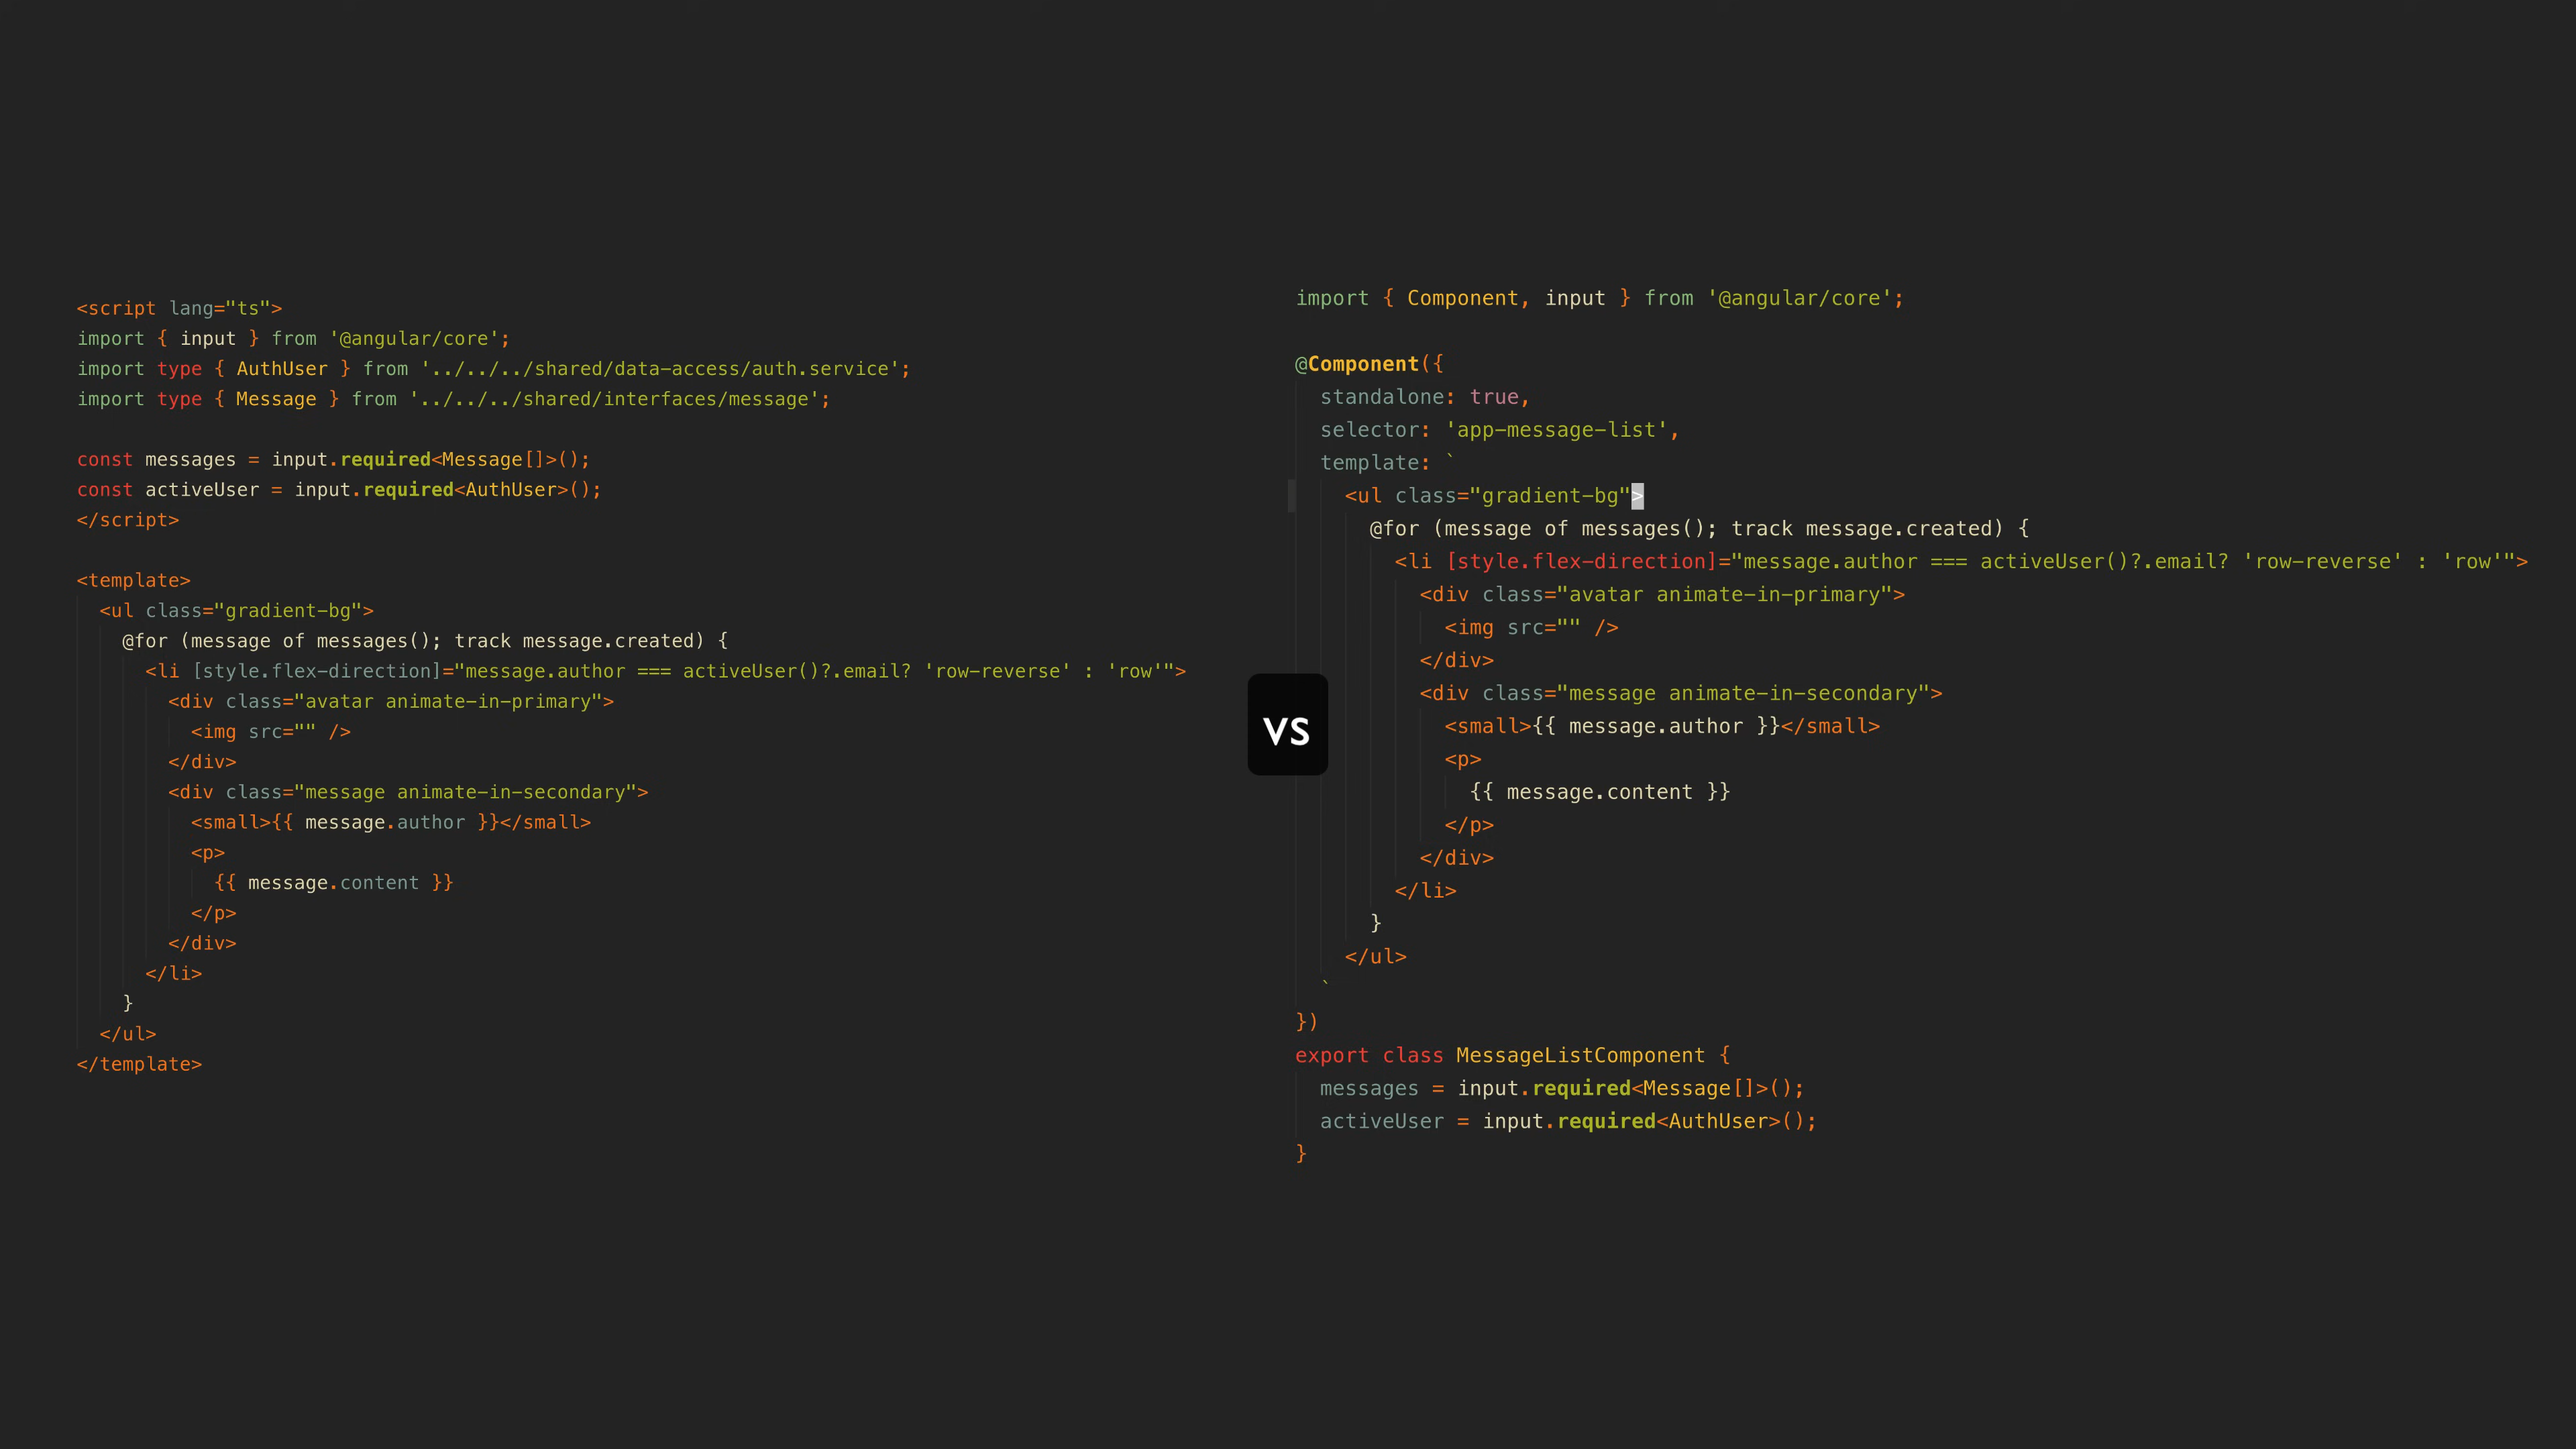 <script lang="ts">
import { input } from '@angular/core';
import type { AuthUser } from '../../../shared/data-access/auth.service';
import type { Message } from '../../../shared/interfaces/message';
const messages = input.required<Message[]>();
const activeUser = input.required<AuthUser>();
</script>
<template>
<ul class="gradient-bg">
@for (message of messages(); track message.created) {
<li [style.flex-direction]="message.author === activeUser()?.email? 'row-reverse' : 'row'">
<div class="avatar animate-in-primary">
<img src="" />
</div>
<div class="message animate-in-secondary">
<small>{{ message.author }}</small>
<p>
{{ message.content }}
</p>
</div>
</li>
}
</ul>
</template>
VS
import { Component, input } from '@angular/core';
@Component({
standalone: true,
selector: 'app-message-list',
template: `
<ul class="gradient-bg">
@for (message of messages(); track message.created) {
<li [style.flex-direction]="message.author === activeUser()?.email? 'row-reverse' : 'row'">
<div class="avatar animate-in-primary">
<img src="" />
</div>
<div class="message animate-in-secondary">
<small>{{ message.author }}</small>
<p>
{{ message.content }}
</p>
</div>
</li>
}
</ul>
`
})
export class MessageListComponent {
messages = input.required<Message[]>();
activeUser = input.required<AuthUser>();
}